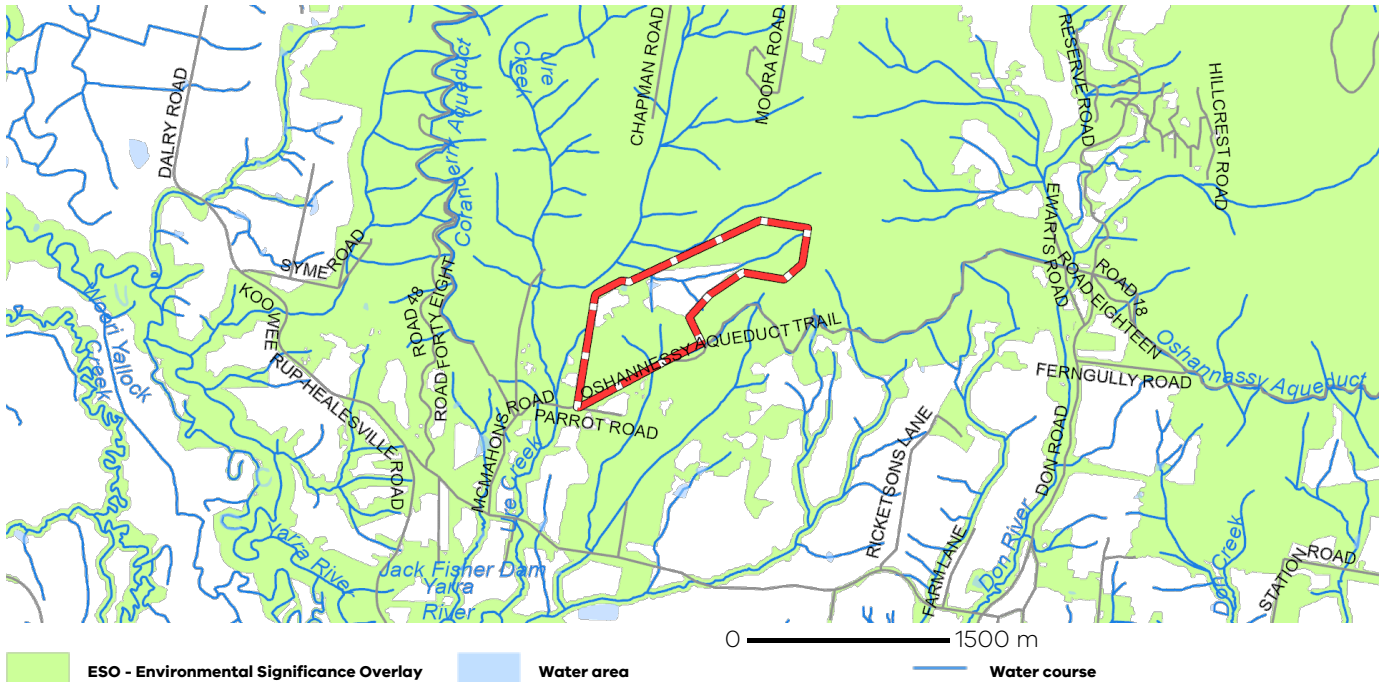 DALRY ROAD
Coranderrk Aqueduct
Ure
Creek
CHAPMAN ROAD
MOORA ROAD
RESERVE ROAD
HILLCREST ROAD
SYME ROAD
EWARTS ROAD
ROAD 18
ROAD EIGHTEEN
KOO WEE RUP-HEALESVILLE ROAD
Woori Yallock
Creek
ROAD 48
ROAD FORTY EIGHT
OSHANNESSY AQUEDUCT TRAIL
Oshannassy Aqueduct
FERNGULLY ROAD
MCMAHONS ROAD
PARROT ROAD
Ure Creek
RICKETSONS LANE
DON ROAD
Yarra River
Jack Fisher Dam
Yarra
River
FARM LANE
Don River
Don Creek
STATION ROAD
0 1500 m
ESO - Environmental Significance Overlay
Water area
Water course